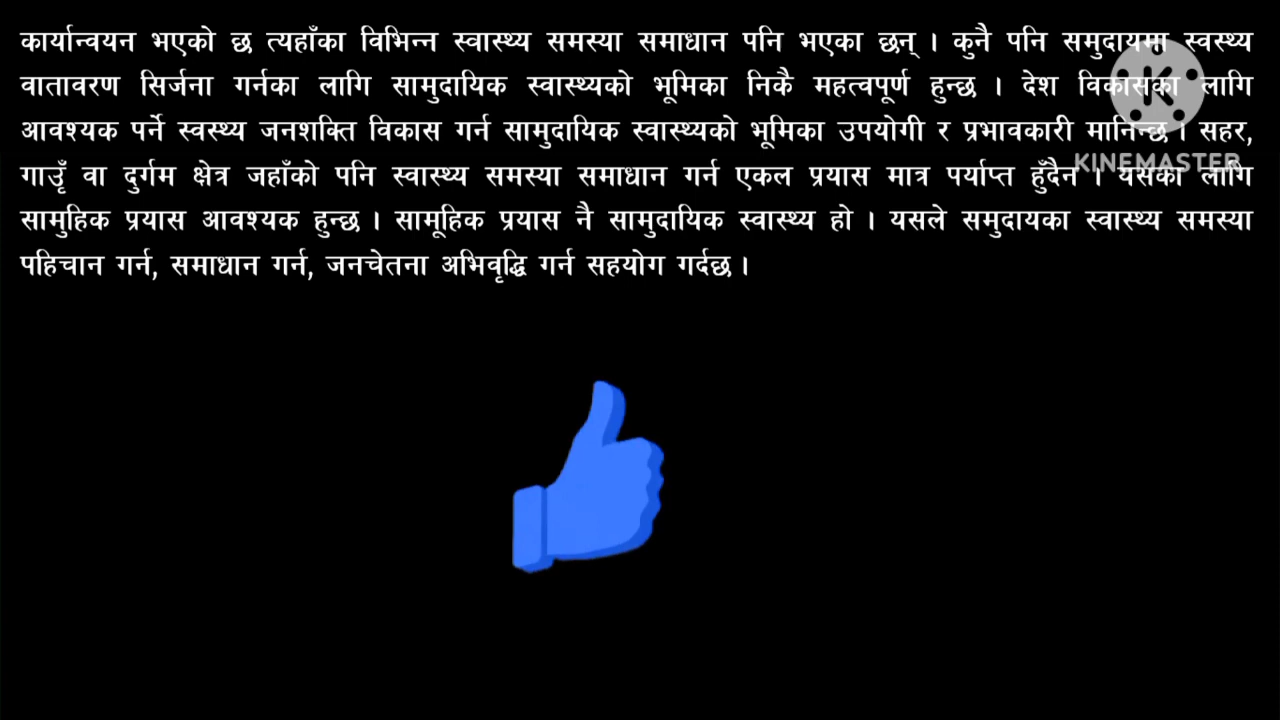 कार्यान्वयन भएको छ त्यहाँका विभिन्न स्वास्थ्य समस्या समाधान पनि भएका छन् । कुनै पनि समुदायमा स्वस्थ्य
वातावरण सिर्जना गर्नका लागि सामुदायिक स्वास्थ्यको भूमिका निकै महत्वपूर्ण हुन्छ । देश विकासका लागि
आवश्यक पर्ने स्वस्थ्य जनशक्ति विकास गर्न सामुदायिक स्वास्थ्यको भूमिका उपयोगी र प्रभावकारी मानिन्छ । सहर,
गाउँ वा दुर्गम क्षेत्र जहाँको पनि स्वास्थ्य समस्या समाधान गर्न एकल प्रयास मात्र पर्याप्त हुँदैन । यसका लागि
सामुहिक प्रयास आवश्यक हुन्छ । सामूहिक प्रयास नै सामुदायिक स्वास्थ्य हो । यसले समुदायका स्वास्थ्य समस्या
पहिचान गर्न, समाधान गर्न, जनचेतना अभिवृद्धि गर्न सहयोग गर्दछ ।
K
KINEMASTER